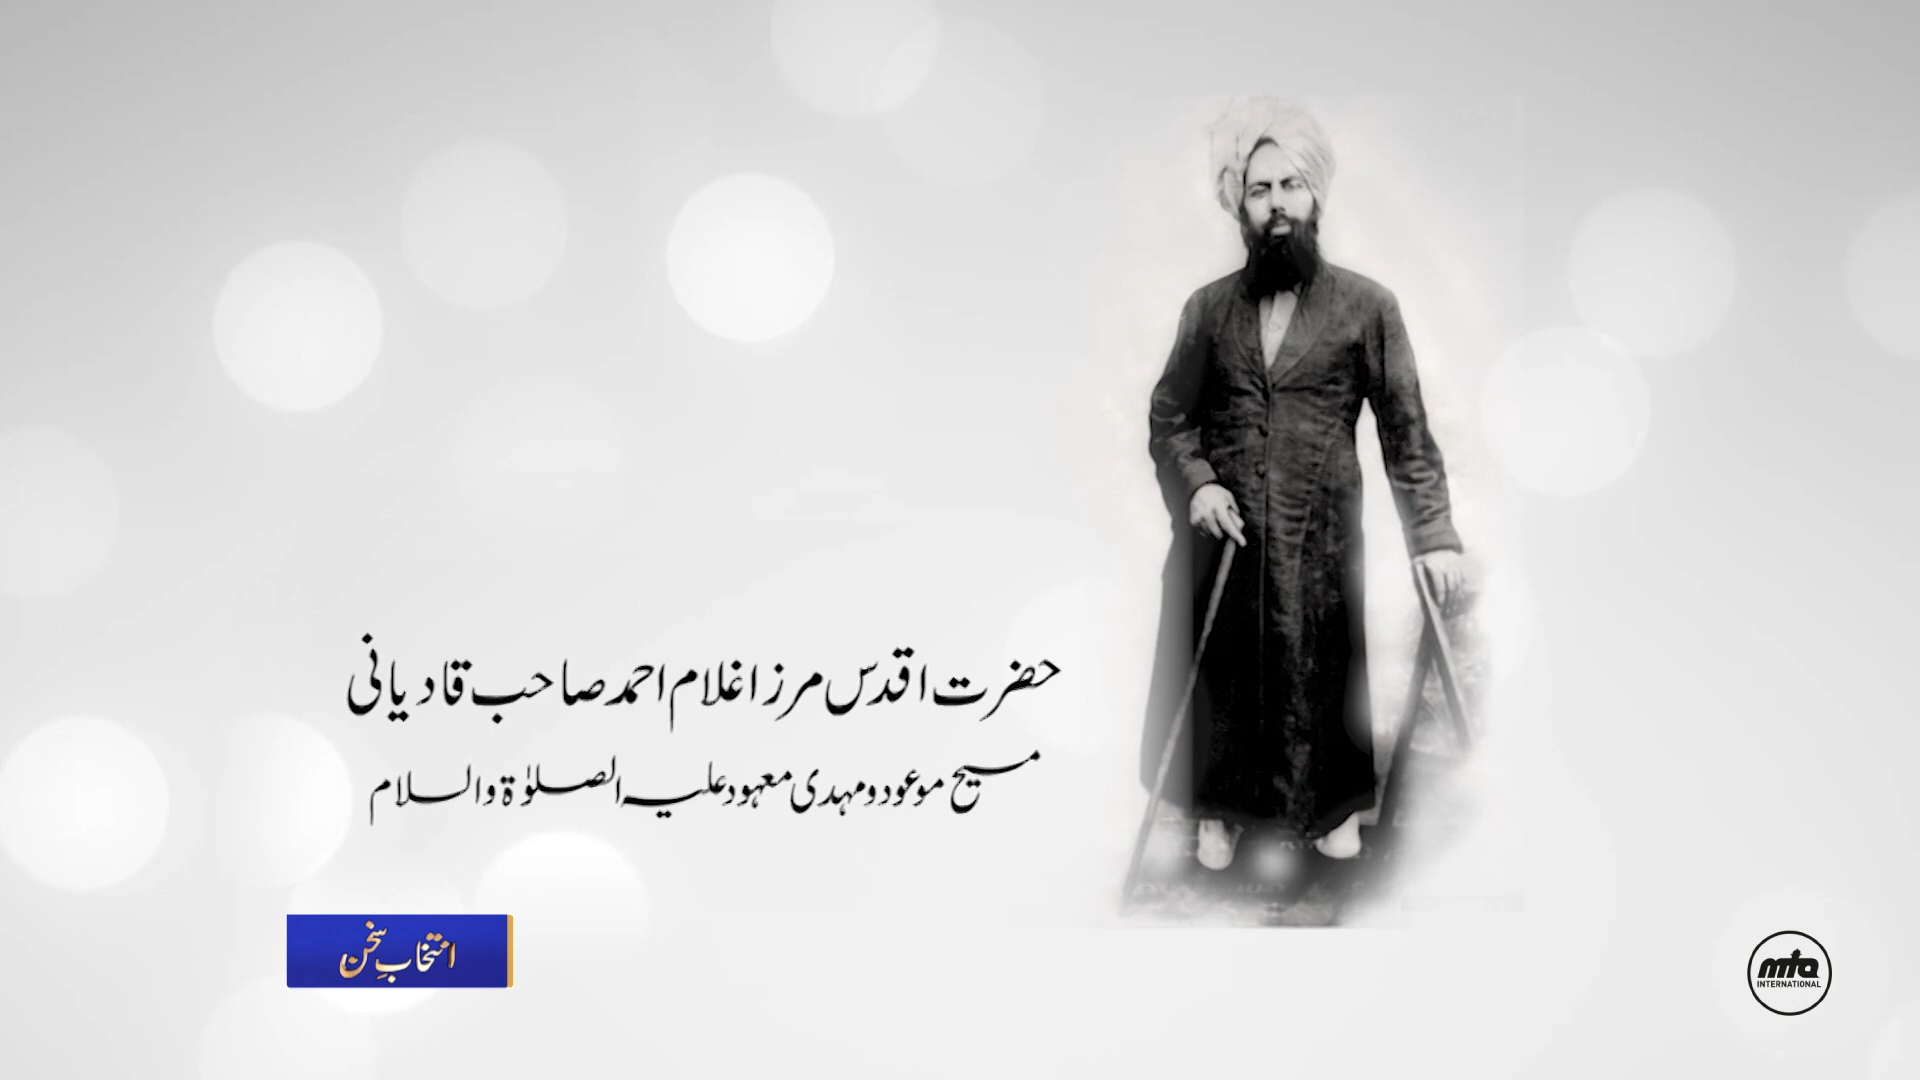 حضرت اقدس مرزا غلام احمد صاحب قادیانی
مسیح موعود و مہدی معہود علیہ الصلوٰۃ والسلام
انتخابِ سخن
mta
INTERNATIONAL